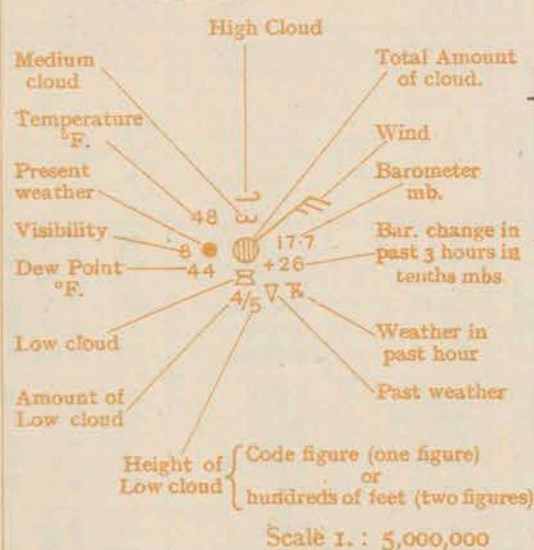 High Cloud
Medium
cloud
Total Amount
of cloud.
Temperature
°F.
Wind
Present
weather
Barometer
mb.
48
Visibility
8
17.7
Bar. change in
past 3 hours in
tenths mbs
+26
Dew Point
°F.
44
4/5
Low cloud
Weather in
past hour
Past weather
Amount of
Low cloud
Height of
Low cloud
Code figure (one figure)
or
hundreds of feet (two figures)
Scale 1. : 5,000,000